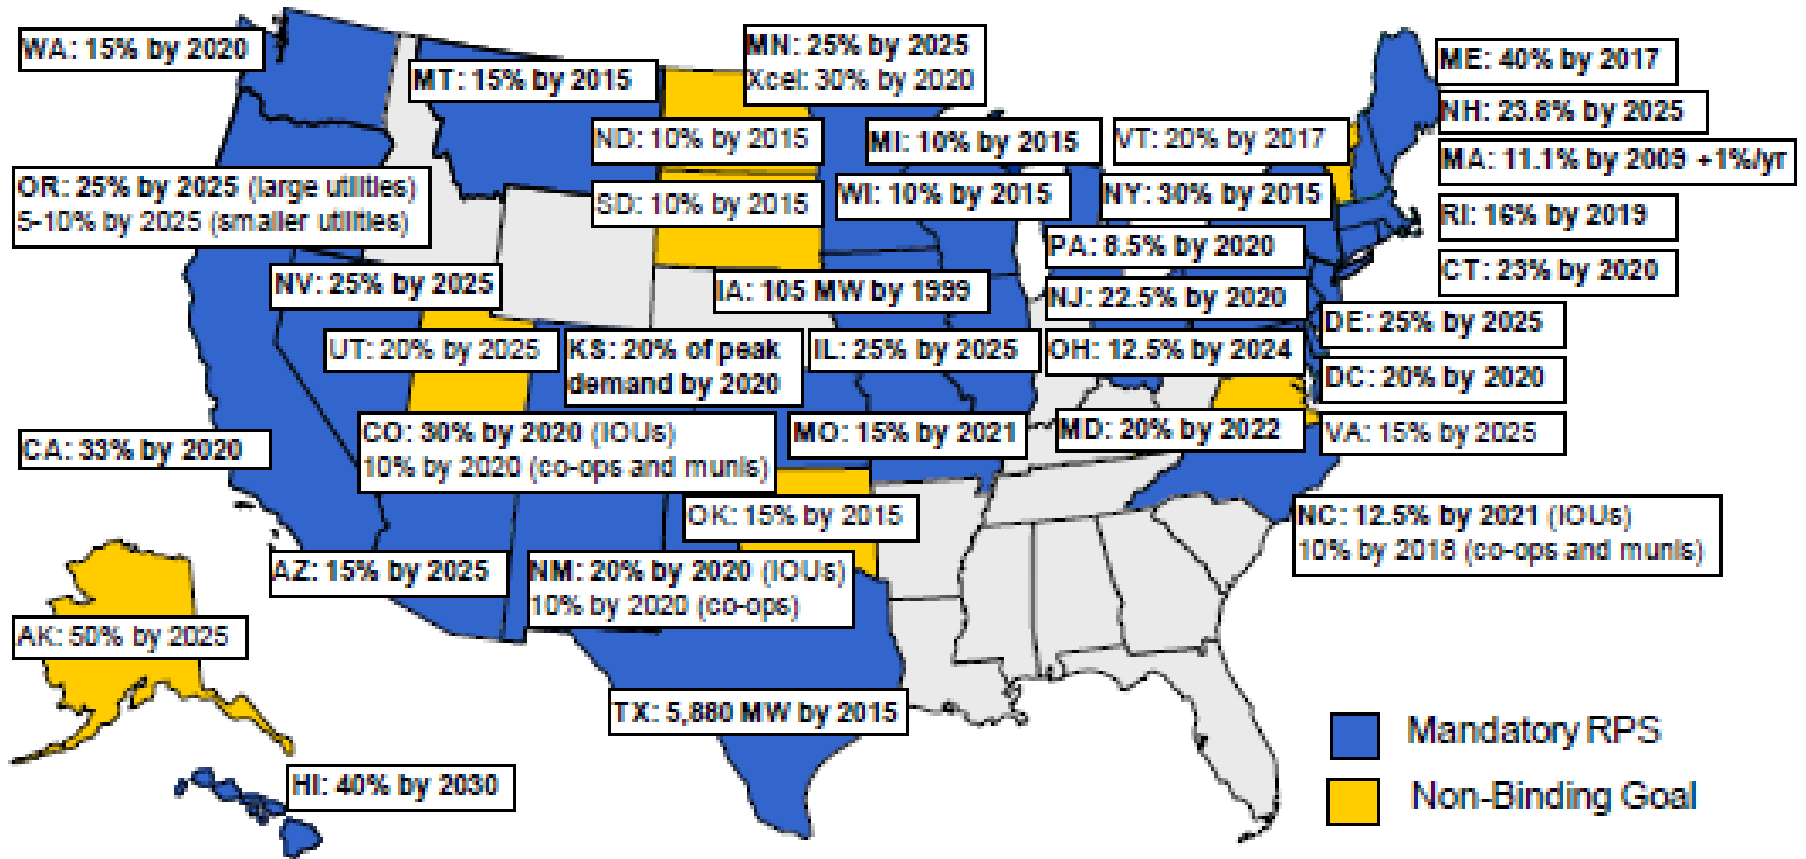 WA: 15% by 2020
MT: 15% by 2015
MN: 25% by 2025
Xcel: 30% by 2020
ME: 40% by 2017
NH: 23.8% by 2025
ND: 10% by 2015
MI: 10% by 2015
VT: 20% by 2017
MA: 11.1% by 2009 +1%/yr
OR: 25% by 2025 (large utilities)
5-10% by 2025 (smaller utilities)
SD: 10% by 2015
WI: 10% by 2015
NY: 30% by 2015
RI: 16% by 2019
PA: 8.5% by 2020
CT: 23% by 2020
NV: 25% by 2025
IA: 105 MW by 1999
NJ: 22.5% by 2020
DE: 25% by 2025
UT: 20% by 2025
KS: 20% of peak
demand by 2020
IL: 25% by 2025
OH: 12.5% by 2024
DC: 20% by 2020
CA: 33% by 2020
CO: 30% by 2020 (IOUs)
10% by 2020 (co-ops and munis)
MO: 15% by 2021
MD: 20% by 2022
VA: 15% by 2025
OK: 15% by 2015
NC: 12.5% by 2021 (IOUs)
10% by 2018 (co-ops and munis)
AZ: 15% by 2025
NM: 20% by 2020 (IOUs)
10% by 2020 (co-ops)
AK: 50% by 2025
TX: 5,880 MW by 2015
HI: 40% by 2030
Mandatory RPS
Non-Binding Goal